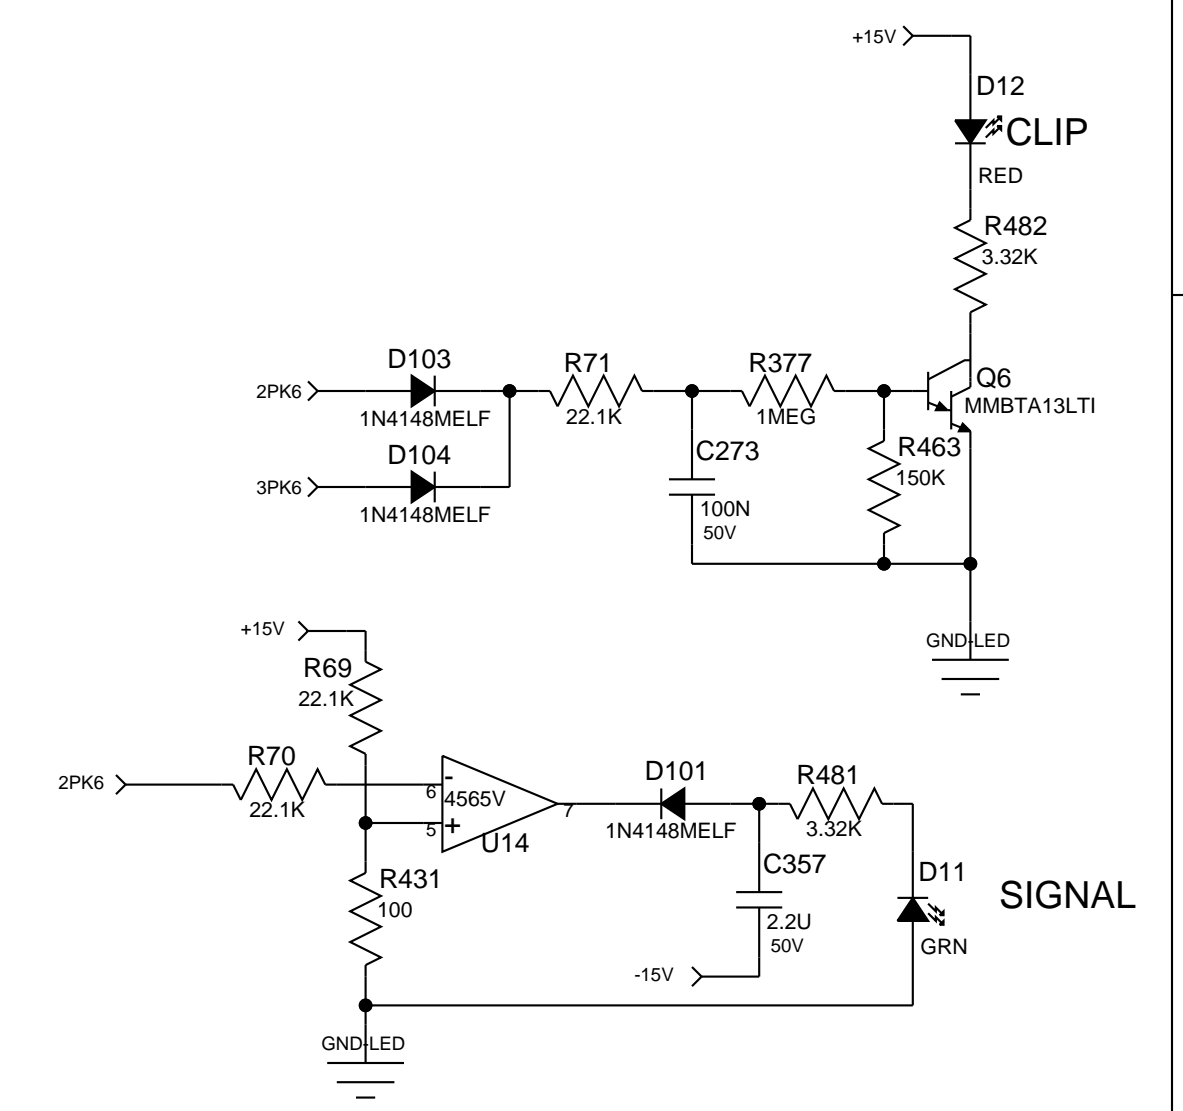 +15V
D12
CLIP
RED
R482
3.32K
D103
R71
R377
2PK6
1N4148MELF
22.1K
1MEG
Q6
MMBTA13LTI
D104
C273
R463
150K
3PK6
1N4148MELF
100N
50V
+15V
GND-LED
R69
22.1K
R70
2PK6
22.1K
-
6
4565V
5
+
U14
7
D101
1N4148MELF
R481
3.32K
C357
D11
SIGNAL
R431
100
2.2U
50V
GRN
-15V
GND-LED